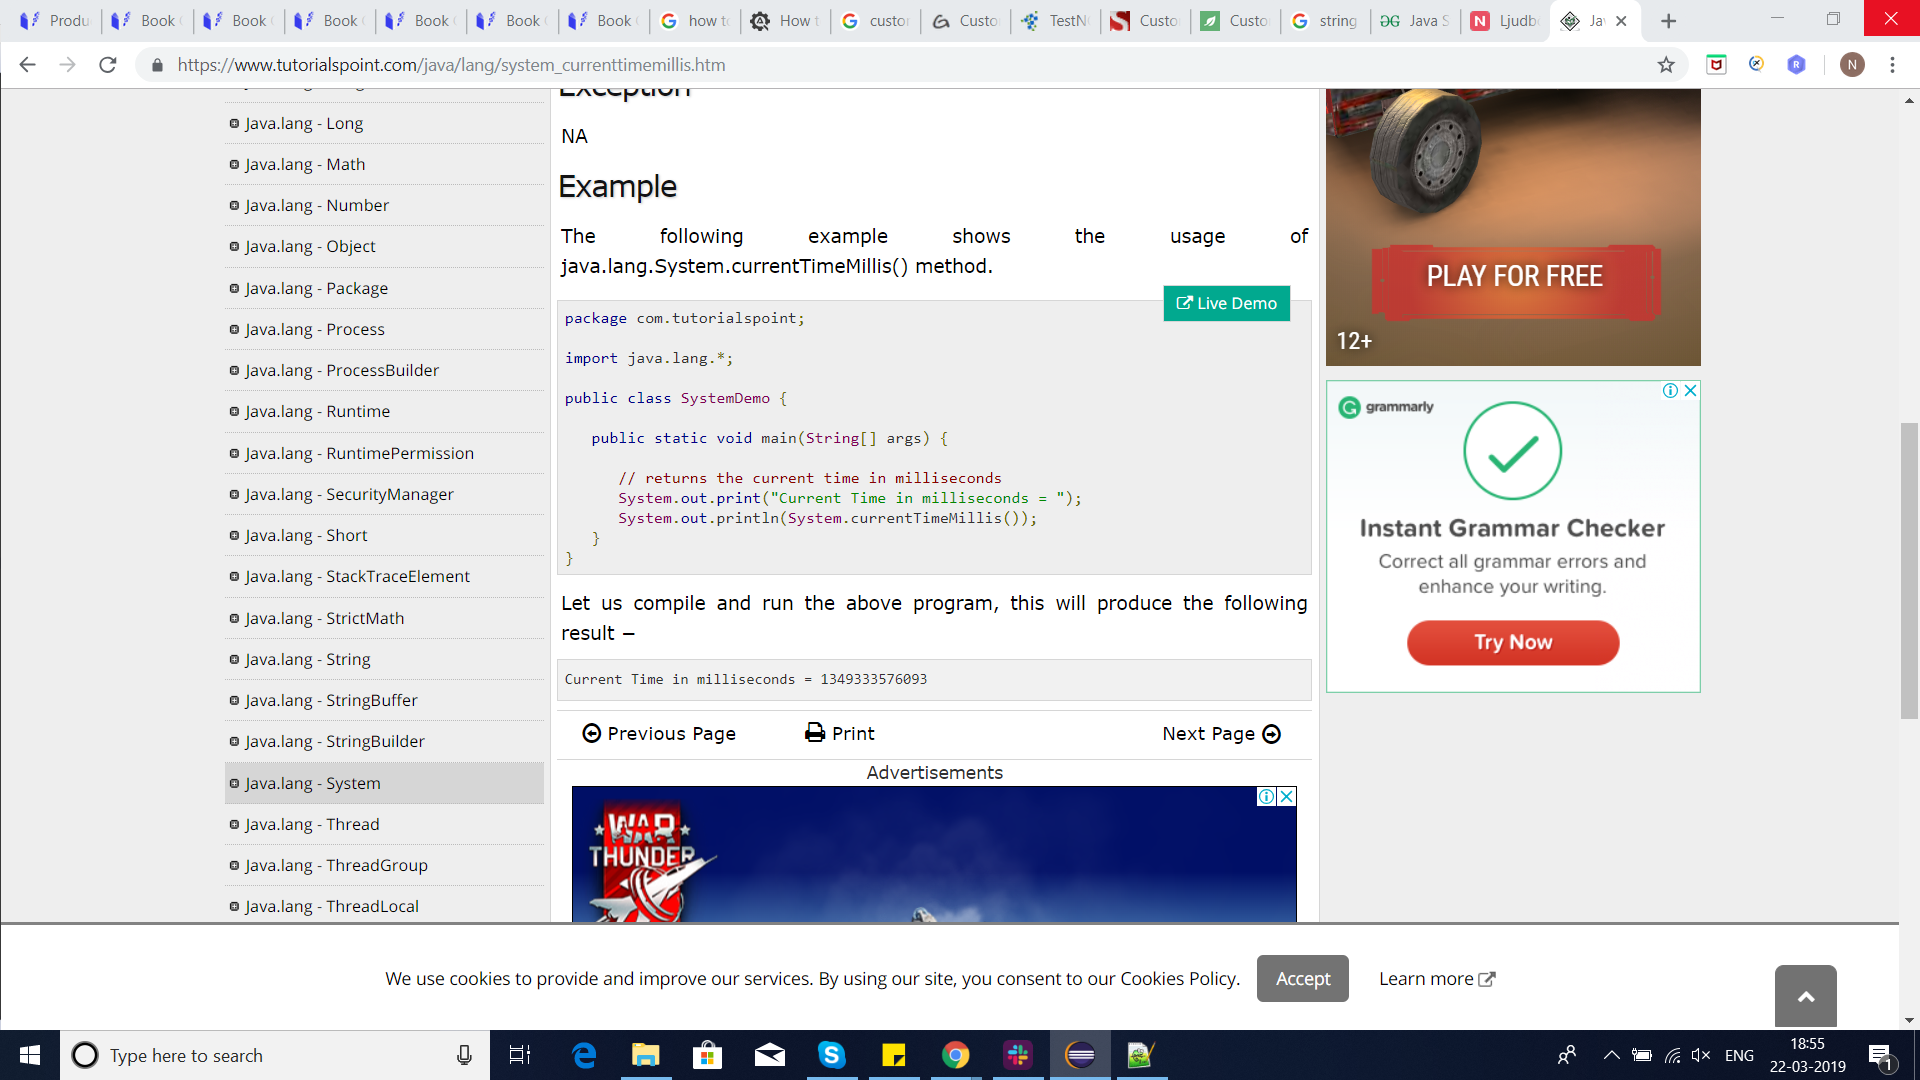 Produ
Book
Book
Book
Book
Book
Book
how to
How t
custor
Custo
TestN
Custo
Custo
string
Java S
Ljudb
Ja
https://www.tutorialspoint.com/java/lang/system_currenttimemillis.htm
N
Java.lang - Long
Java.lang - Math
Java.lang - Number
Java.lang - Object
Java.lang - Package
Java.lang - Process
Java.lang - ProcessBuilder
Java.lang - Runtime
Java.lang - RuntimePermission
Java.lang - SecurityManager
Java.lang - Short
Java.lang - StackTraceElement
Java.lang - StrictMath
Java.lang - String
Java.lang - StringBuffer
Java.lang - StringBuilder
Java.lang - System
Java.lang - Thread
Java.lang - ThreadGroup
Java.lang - ThreadLocal
Exception
NA
Example
The following example shows the usage of
java.lang.System.currentTimeMillis() method.
Live Demo
package com.tutorialspoint;
import java.lang.*;
public class SystemDemo {
public static void main(String[] args) {
// returns the current time in milliseconds
System.out.print("Current Time in milliseconds = ");
System.out.println(System.currentTimeMillis());
}
}
Let us compile and run the above program, this will produce the following
result –
Current Time in milliseconds = 1349333576093
Previous Page
Print
Next Page
Advertisements
WAR
THUNDER
PLAY FOR FREE
12+
grammarly
Instant Grammar Checker
Correct all grammar errors and
enhance your writing.
Try Now
We use cookies to provide and improve our services. By using our site, you consent to our Cookies Policy.
Accept
Learn more
Type here to search
ENG
18:55
22-03-2019
1